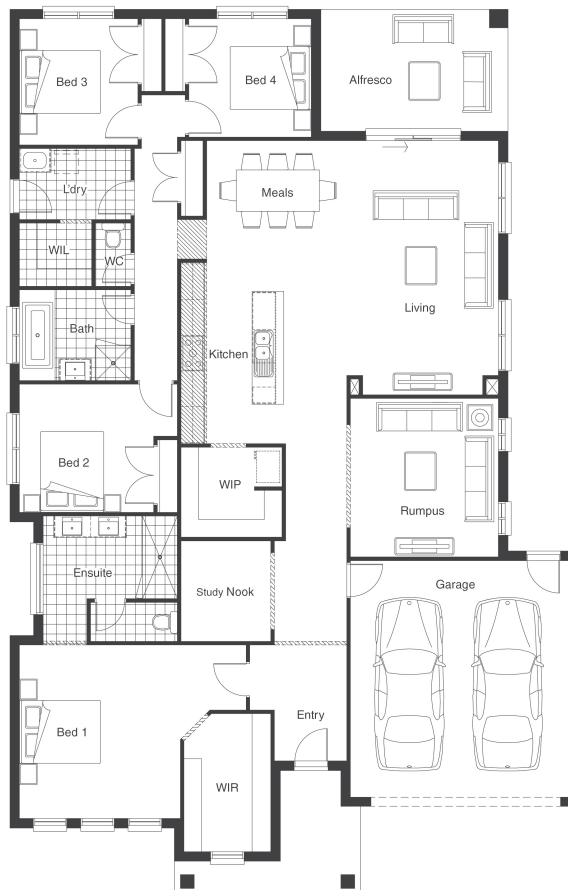 Bed 3
Bed 4
Alfresco
L'dry
Meals
WIL
WC
Living
Bath
Kitchen
Bed 2
WIP
Rumpus
Ensuite
Study Nook
Garage
Entry
Bed 1
WIR